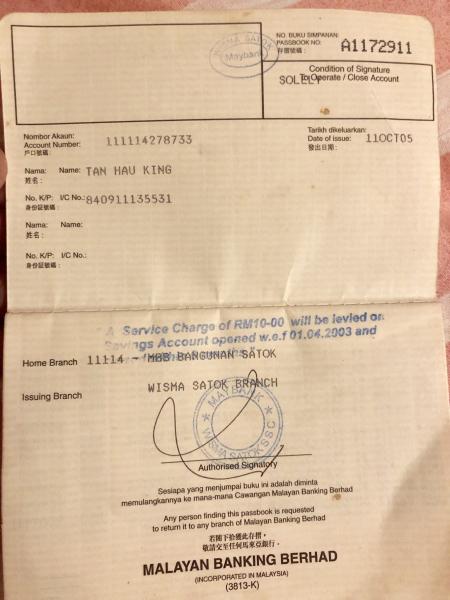 NO. BUKU SIMPANAN:
PASSBOOK NO:
存摺號碼:
A1172911
WISMA SATOK
Maybank
Condition of Signature
To Operate / Close Account
SOLELY
Nombor Akaun:
Account Number:
戶口號碼:
111114278733
Tarikh dikeluarkan:
Date of issue:
發出日期:
11OCT05
Nama: Name: TAN HAU KING
姓名:
No. K/P: I/C No.: 840911135531
身份証號碼:
Nama: Name:
姓名:
No. K/P: I/C No.:
身份証號碼:
A Service Charge of RM10-00 will be levied on
Savings Account opened w.e.f 01.04.2003 and
Home Branch 11114 - MBB BANGUNAN SATOK
Issuing Branch WISMA SATOK BRANCH
MAYBANK
WISMA SATOK SSC
Authorised Signatory
Sesiapa yang menjumpai buku ini adalah diminta
memulangkannya ke mana-mana Cawangan Malayan Banking Berhad
Any person finding this passbook is requested
to return it to any branch of Malayan Banking Berhad
若閣下拾獲此存摺，
敬請交至任何馬來亞銀行。
MALAYAN BANKING BERHAD
(INCORPORATED IN MALAYSIA)
(3813-K)